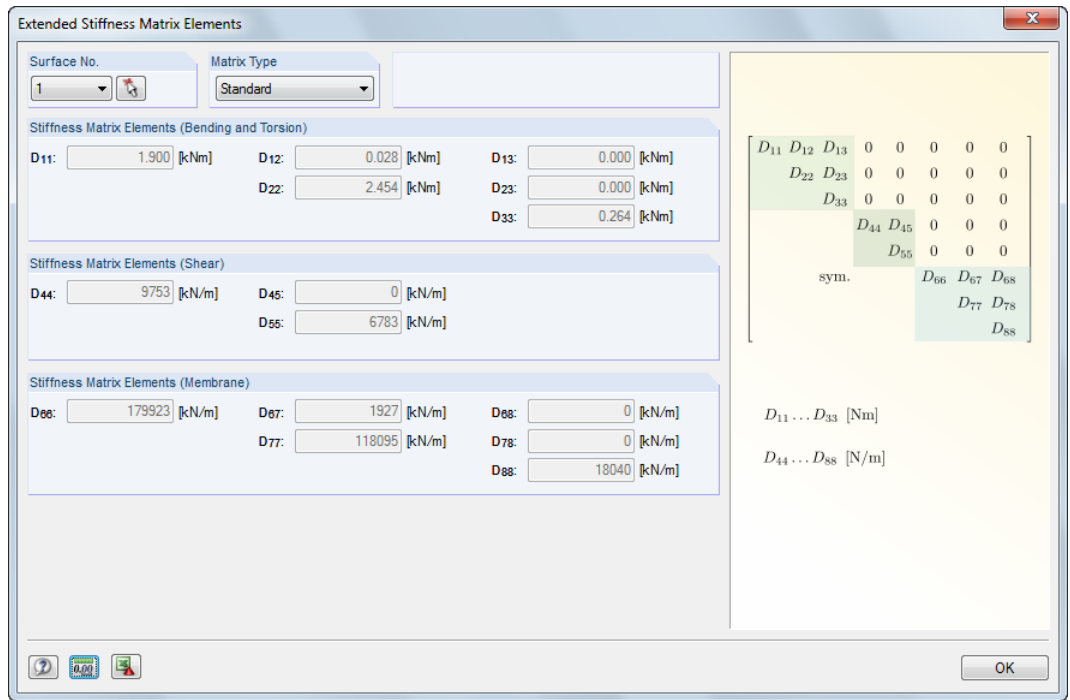 Extended Stiffness Matrix Elements
Surface No. Matrix Type
1 Standard
Stiffness Matrix Elements (Bending and Torsion)
D11: 1.900 [kNm] D12: 0.028 [kNm] D13: 0.000 [kNm]
D22: 2.454 [kNm] D23: 0.000 [kNm]
D33: 0.264 [kNm]
Stiffness Matrix Elements (Shear)
D44: 9753 [kN/m] D45: 0 [kN/m]
D55: 6783 [kN/m]
Stiffness Matrix Elements (Membrane)
D66: 179923 [kN/m] D67: 1927 [kN/m] D68: 0 [kN/m]
D77: 118095 [kN/m] D78: 0 [kN/m]
D88: 18040 [kN/m]
D11 D12 D13 0 0 0 0 0
D22 D23 0 0 0 0 0
D33 0 0 0 0 0
D44 D45 0 0 0
D55 0 0 0
sym. D66 D67 D68
D77 D78
D88
D11 ... D33 [Nm]
D44 ... D88 [N/m]
0.00
OK